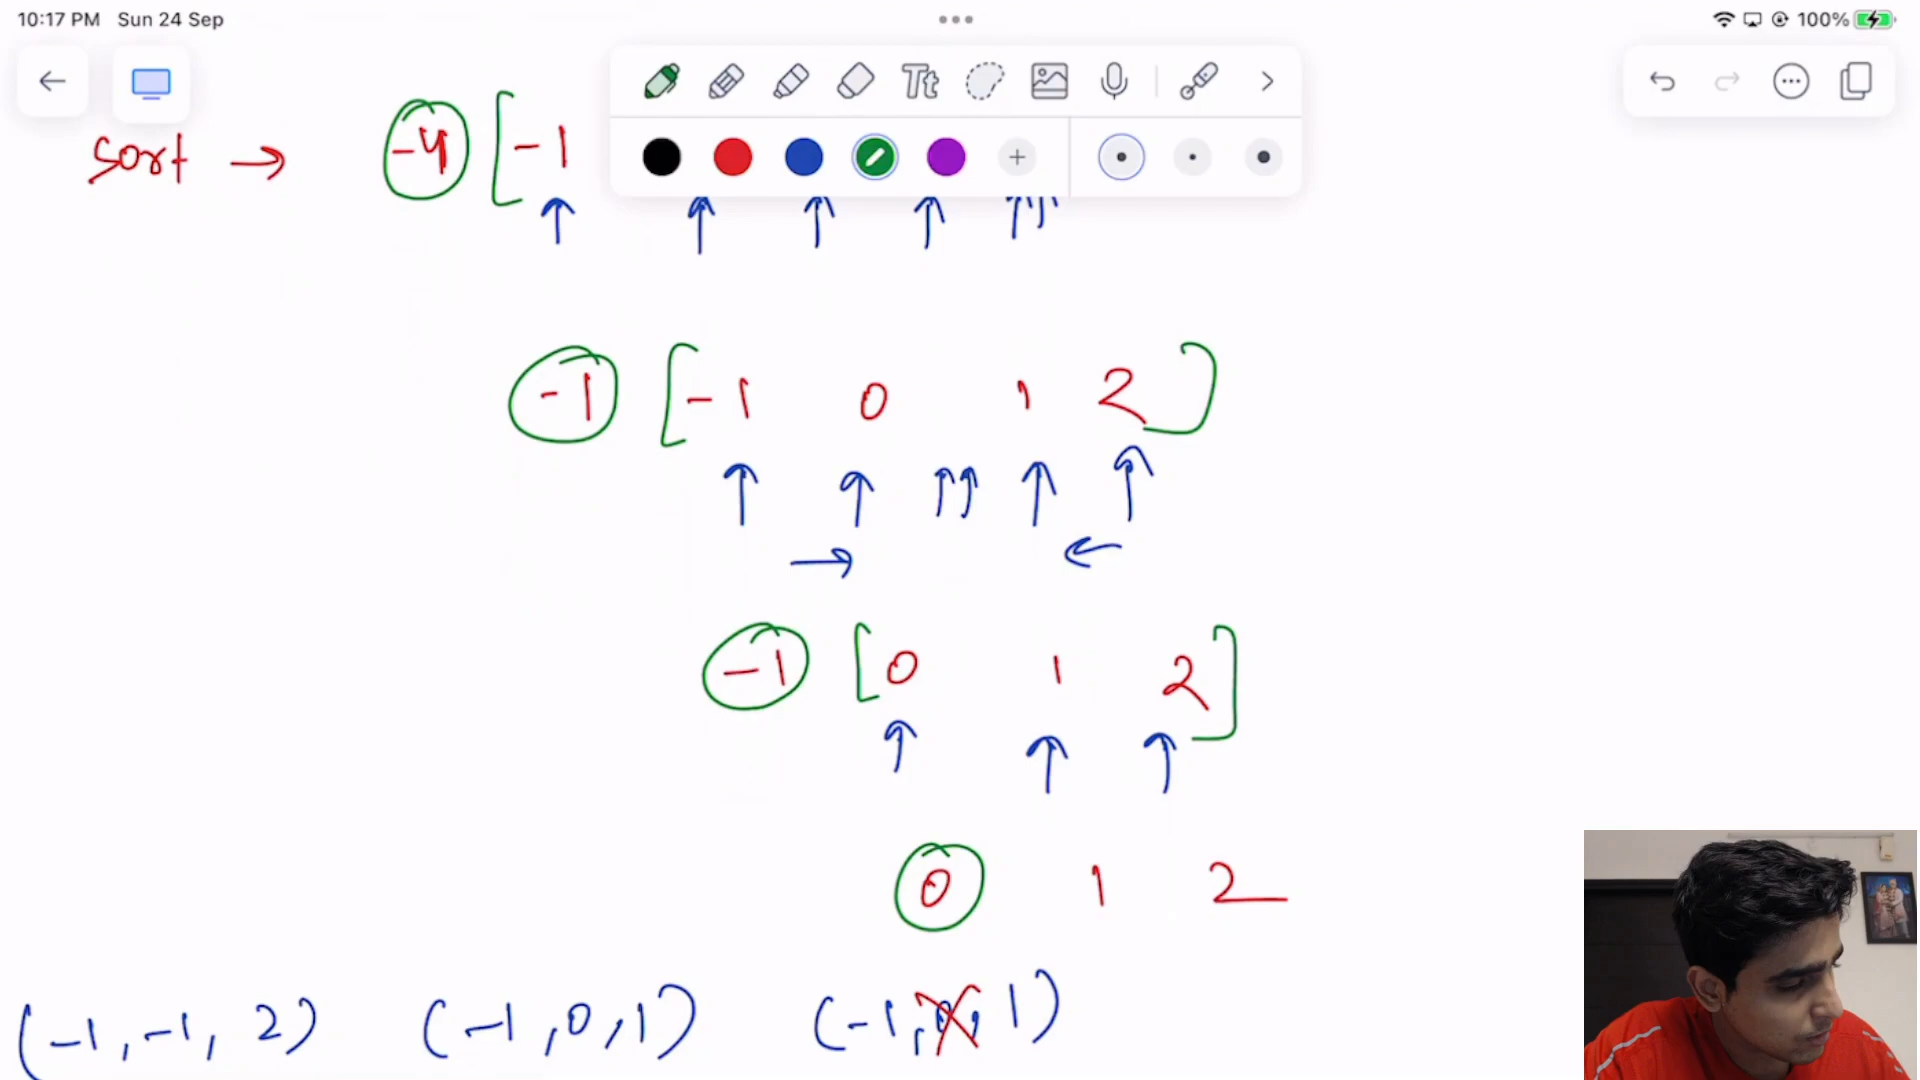 10:17 PM Sun 24 Sep
100%
Tt
sort → -4 [ -1
-1 [ -1 0 1 2 ]
-1 [ 0 1 2 ]
0 1 2
(-1, -1, 2) (-1, 0, 1) (-1, 0, 1)